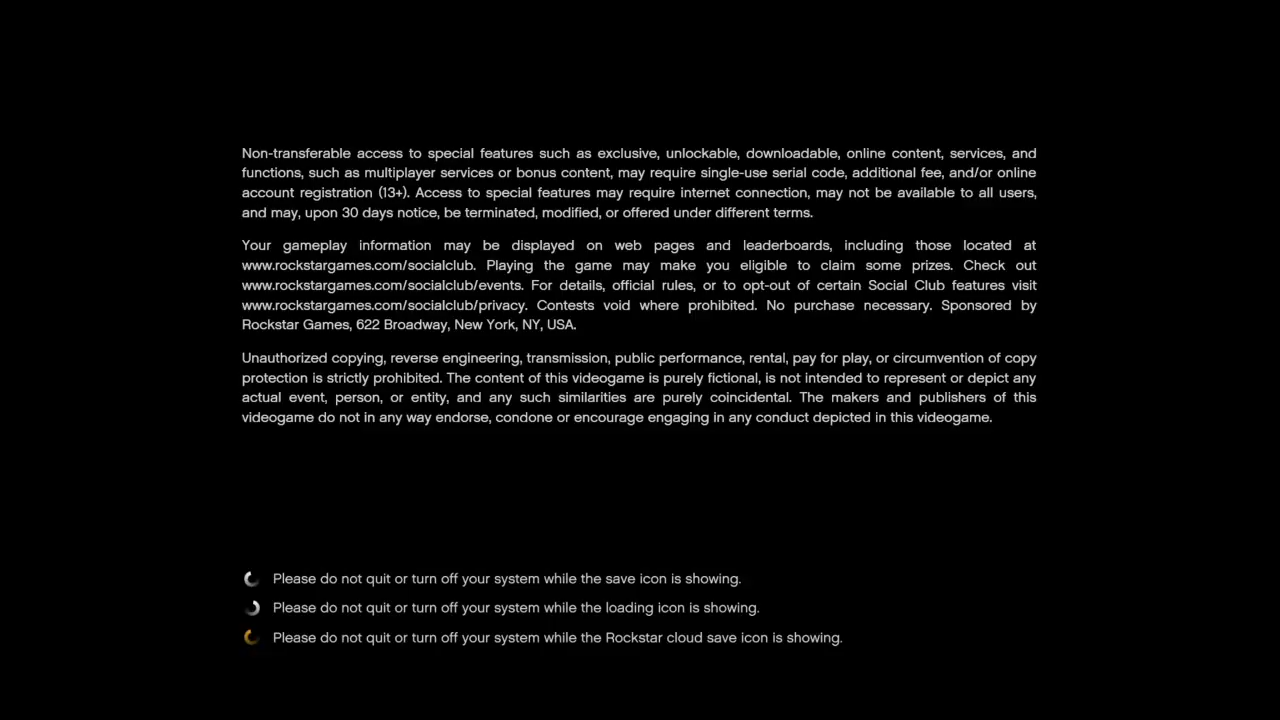 Non-transferable access to special features such as exclusive, unlockable, downloadable, online content, services, and
functions, such as multiplayer services or bonus content, may require single-use serial code, additional fee, and/or online
account registration (13+). Access to special features may require internet connection, may not be available to all users,
and may, upon 30 days notice, be terminated, modified, or offered under different terms.
Your gameplay information may be displayed on web pages and leaderboards, including those located at
www.rockstargames.com/socialclub. Playing the game may make you eligible to claim some prizes. Check out
www.rockstargames.com/socialclub/events. For details, official rules, or to opt-out of certain Social Club features visit
www.rockstargames.com/socialclub/privacy. Contests void where prohibited. No purchase necessary. Sponsored by
Rockstar Games, 622 Broadway, New York, NY, USA.
Unauthorized copying, reverse engineering, transmission, public performance, rental, pay for play, or circumvention of copy
protection is strictly prohibited. The content of this videogame is purely fictional, is not intended to represent or depict any
actual event, person, or entity, and any such similarities are purely coincidental. The makers and publishers of this
videogame do not in any way endorse, condone or encourage engaging in any conduct depicted in this videogame.
Please do not quit or turn off your system while the save icon is showing.
Please do not quit or turn off your system while the loading icon is showing.
Please do not quit or turn off your system while the Rockstar cloud save icon is showing.